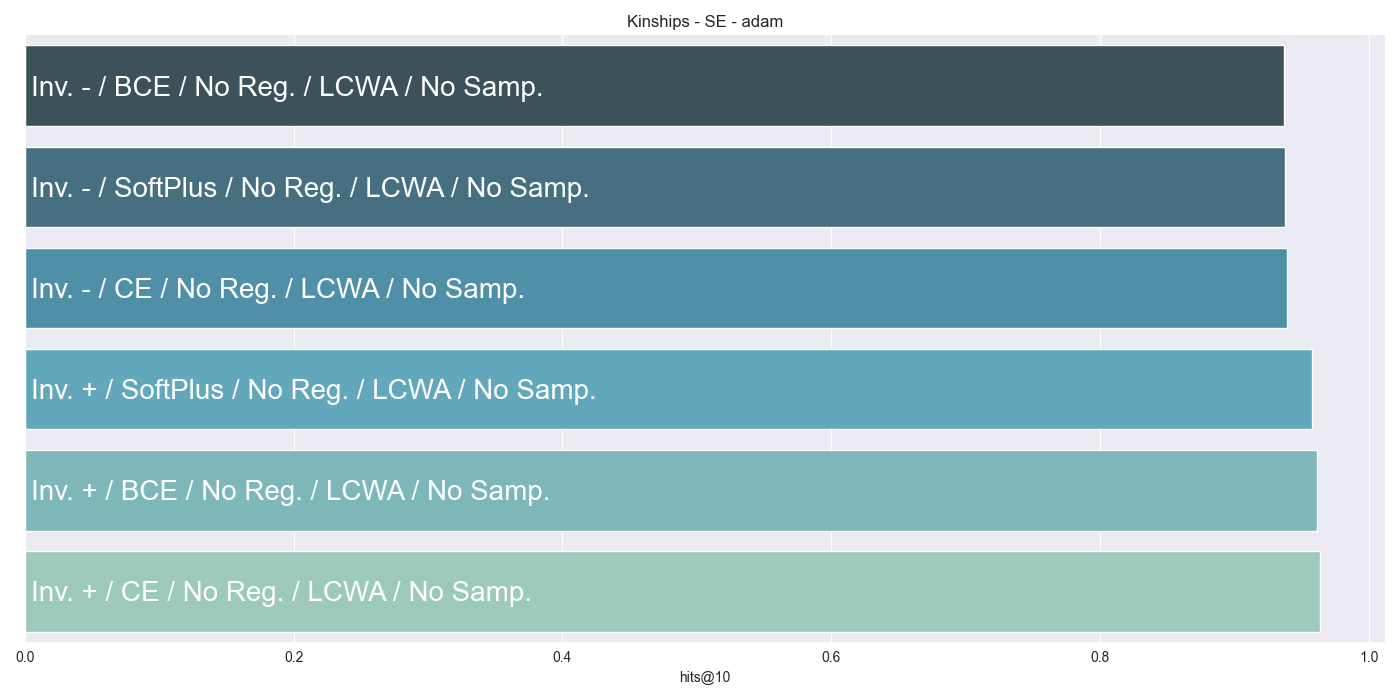 Kinships - SE - adam
Inv. - / BCE / No Reg. / LCWA / No Samp.
Inv. - / SoftPlus / No Reg. / LCWA / No Samp.
Inv. - / CE / No Reg. / LCWA / No Samp.
Inv. + / SoftPlus / No Reg. / LCWA / No Samp.
Inv. + / BCE / No Reg. / LCWA / No Samp.
Inv. + / CE / No Reg. / LCWA / No Samp.
0.0 0.2 0.4 0.6 0.8 1.0
hits@10